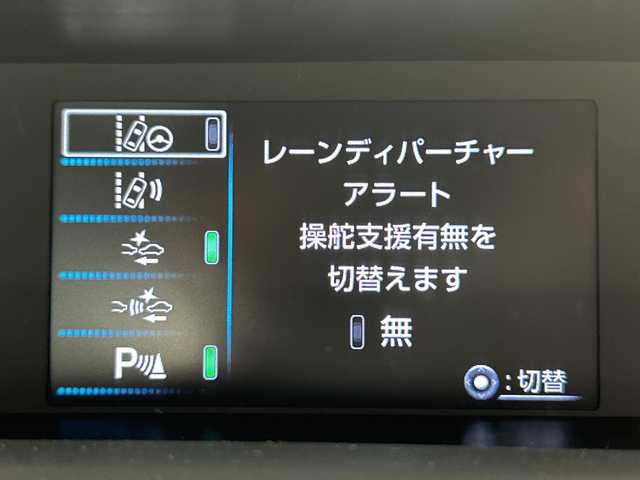 レーンディパーチャー
アラート
操舵支援有無を
切替えます
無
:切替
P